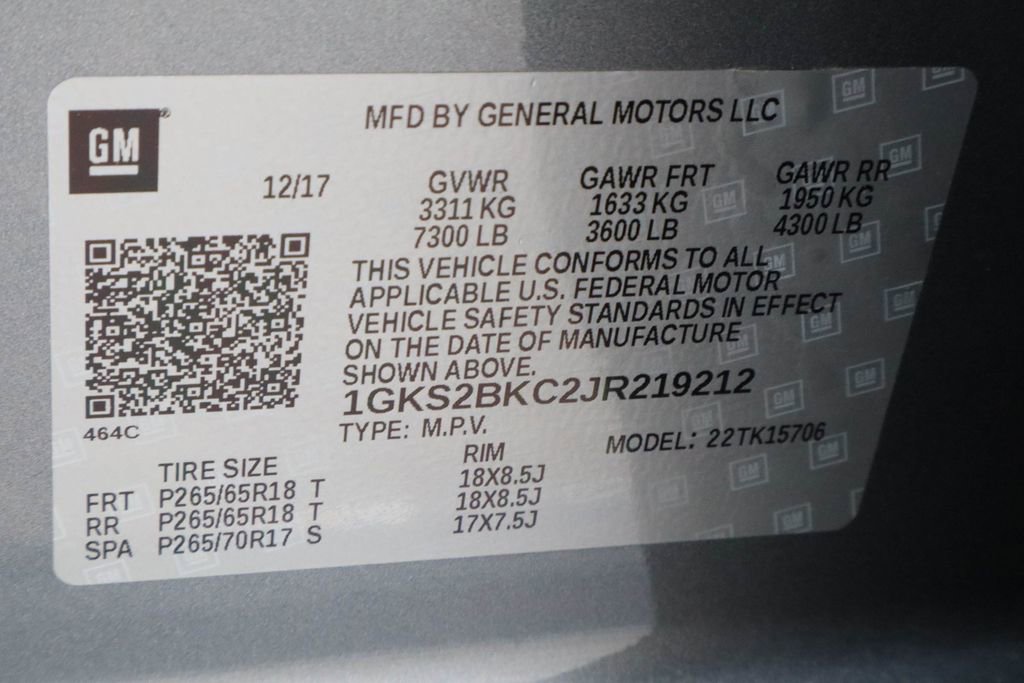 GM
MFD BY GENERAL MOTORS LLC
12/17 GVWR GAWR FRT GAWR RR
3311 KG 1633 KG 1950 KG
7300 LB 3600 LB 4300 LB
THIS VEHICLE CONFORMS TO ALL
APPLICABLE U.S. FEDERAL MOTOR
VEHICLE SAFETY STANDARDS IN EFFECT
ON THE DATE OF MANUFACTURE
SHOWN ABOVE.
1GKS2BKC2JR219212
464C
TYPE: M.P.V. MODEL: 22TK15706
TIRE SIZE RIM
FRT P265/65R18 T 18X8.5J
RR P265/65R18 T 18X8.5J
SPA P265/70R17 S 17X7.5J